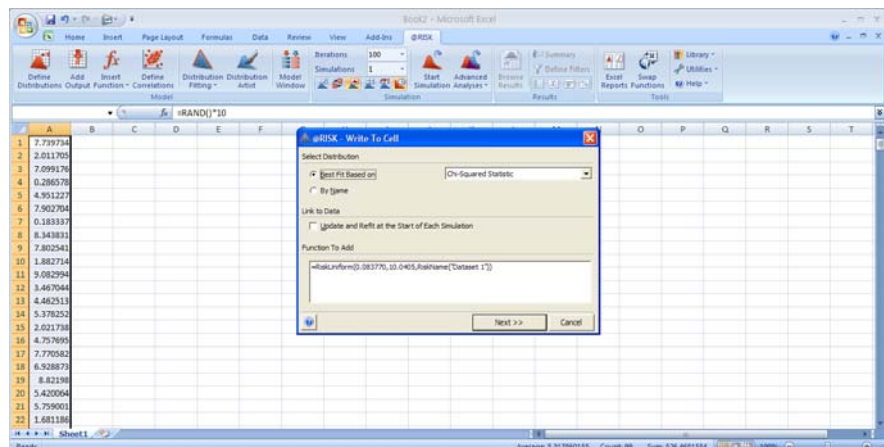 Book2 - Microsoft Excel
Home Insert Page Layout Formulas Data Review View Add-Ins @RISK
Define Distributions
Add Output
Insert Function
Define Correlations
Distribution Fitting
Distribution Artist
Model Window
Iterations 100
Simulations 1
Start Simulation
Advanced Analyses
Browse Results
Summary
Define Filters
Excel Reports
Swap Functions
Library
Utilities
Help
Model Simulation Results Tools
fx =RAND()*10
A B C D E F O P Q R S T
1 7.739734
2 2.011705
3 7.099176
4 0.286578
5 4.951227
6 7.902704
7 0.183337
8 8.343831
9 7.802541
10 1.882714
11 9.082994
12 3.467044
13 4.462513
14 5.378252
15 2.021738
16 4.757695
17 7.770582
18 6.928873
19 8.82198
20 5.420064
21 5.759001
22 1.681186
@RISK - Write To Cell
Select Distribution
Best Fit Based on Chi-Squared Statistic
By Name
Link to Data
Update and Refit at the Start of Each Simulation
Function To Add
=RiskUniform(0.083770,10.0405,RiskName("Dataset 1"))
Next >> Cancel
Sheet1
Ready
100%